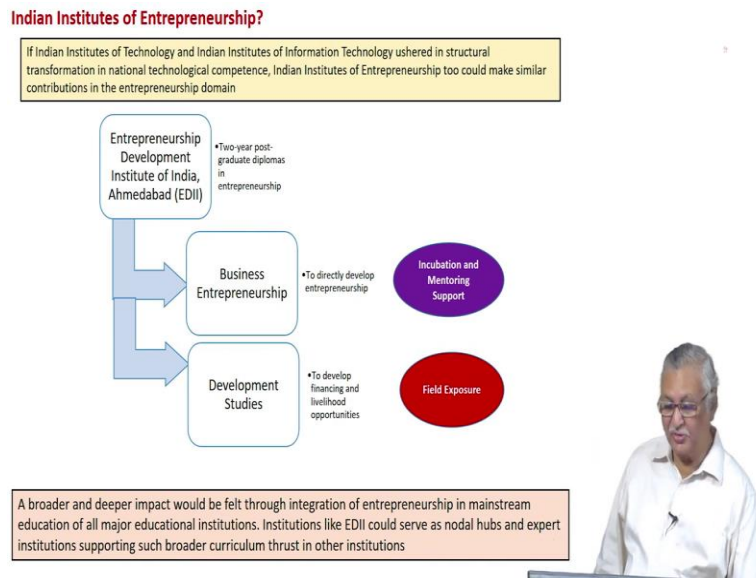 Indian Institutes of Entrepreneurship?
If Indian Institutes of Technology and Indian Institutes of Information Technology ushered in structural
transformation in national technological competence, Indian Institutes of Entrepreneurship too could make similar
contributions in the entrepreneurship domain
Entrepreneurship
Development
Institute of India,
Ahmedabad (EDII)
•Two-year post-
graduate diplomas
in
entrepreneurship
Business
Entrepreneurship
•To directly develop
entrepreneurship
Incubation and
Mentoring
Support
Development
Studies
•To develop
financing and
livelihood
opportunities
Field Exposure
A broader and deeper impact would be felt through integration of entrepreneurship in mainstream
education of all major educational institutions. Institutions like EDII could serve as nodal hubs and expert
institutions supporting such broader curriculum thrust in other institutions